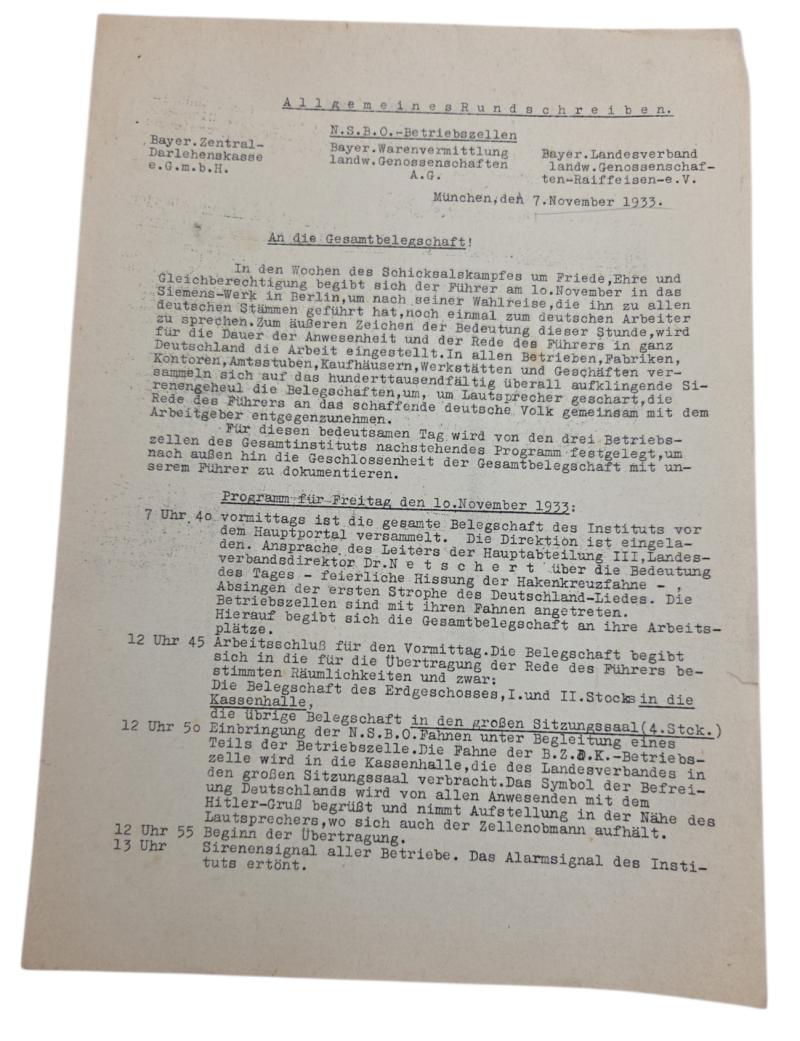 A l l g e m e i n e s R u n d s c h r e i b e n.
N.S.B.O.-Betriebszellen
Bayer.Zentral-
Darlehenskasse
e.G.m.b.H.
Bayer.Warenvermittlung
landw.Genossenschaften
A.G.
Bayer.Landesverband
landw.Genossenschaf-
ten-Raiffeisen-e.V.
München,den 7.November 1933.
An die Gesamtbelegschaft!
In den Wochen des Schicksalskampfes um Friede,Ehre und
Gleichberechtigung begibt sich der Führer am 1o.November in das
Siemens-Werk in Berlin,um nach seiner Wahlreise,die ihn zu allen
deutschen Stämmen geführt hat,noch einmal zum deutschen Arbeiter
zu sprechen.Zum äußeren Zeichen der Bedeutung dieser Stunde,wird
für die Dauer der Anwesenheit und der Rede des Führers in ganz
Deutschland die Arbeit eingestellt.In allen Betrieben,Fabriken,
Kontoren,Amtsstuben,Kaufhäusern,Werkstätten und Geschäften ver-
sammeln sich auf das hunderttausendfältig überall aufklingende Si-
renengeheul die Belegschaften,um, um Lautsprecher geschart,die
Rede des Führers an das schaffende deutsche Volk gemeinsam mit dem
Arbeitgeber entgegenzunehmen.
Für diesen bedeutsamen Tag wird von den drei Betriebs-
zellen des Gesamtinstituts nachstehendes Programm festgelegt,um
nach außen hin die Geschlossenheit der Gesamtbelegschaft mit un-
serem Führer zu dokumentieren.
Programm für Freitag den 1o.November 1933:
7 Uhr 4o vormittags ist die gesamte Belegschaft des Instituts vor
dem Hauptportal versammelt. Die Direktion ist eingela-
den. Ansprache des Leiters der Hauptabteilung III,Landes-
verbandsdirektor Dr.N e t s c h e r t über die Bedeutung
des Tages - feierliche Hissung der Hakenkreuzfahne - ,
Absingen der ersten Strophe des Deutschland-Liedes. Die
Betriebszellen sind mit ihren Fahnen angetreten.
Hierauf begibt sich die Gesamtbelegschaft an ihre Arbeits-
plätze.
12 Uhr 45 Arbeitsschluß für den Vormittag.Die Belegschaft begibt
sich in die für die Übertragung der Rede des Führers be-
stimmten Räumlichkeiten und zwar:
Die Belegschaft des Erdgeschosses,I.und II.Stocks in die
Kassenhalle,
die übrige Belegschaft in den großen Sitzungssaal(4.Stck.)
12 Uhr 5o Einbringung der N.S.B.O.Fahnen unter Begleitung eines
Teils der Betriebszelle.Die Fahne der B.Z.D.K.-Betriebs-
zelle wird in die Kassenhalle,die des Landesverbandes in
den großen Sitzungssaal verbracht.Das Symbol der Befrei-
ung Deutschlands wird von allen Anwesenden mit dem
Hitler-Gruß begrüßt und nimmt Aufstellung in der Nähe des
Lautsprechers,wo sich auch der Zellenobmann aufhält.
12 Uhr 55 Beginn der Übertragung.
13 Uhr Sirenensignal aller Betriebe. Das Alarmsignal des Insti-
tuts ertönt.